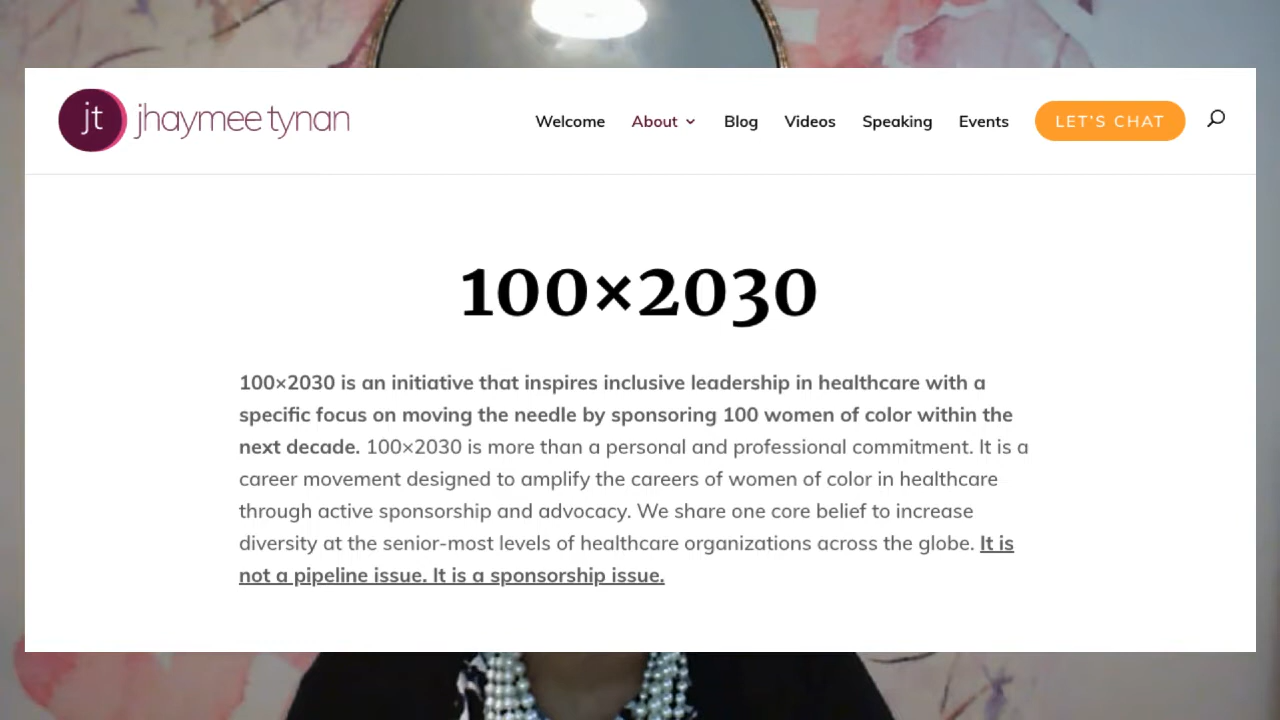 jt jhaymee tynan
Welcome About Blog Videos Speaking Events LET'S CHAT
100×2030
100×2030 is an initiative that inspires inclusive leadership in healthcare with a
specific focus on moving the needle by sponsoring 100 women of color within the
next decade. 100×2030 is more than a personal and professional commitment. It is a
career movement designed to amplify the careers of women of color in healthcare
through active sponsorship and advocacy. We share one core belief to increase
diversity at the senior-most levels of healthcare organizations across the globe. It is
not a pipeline issue. It is a sponsorship issue.